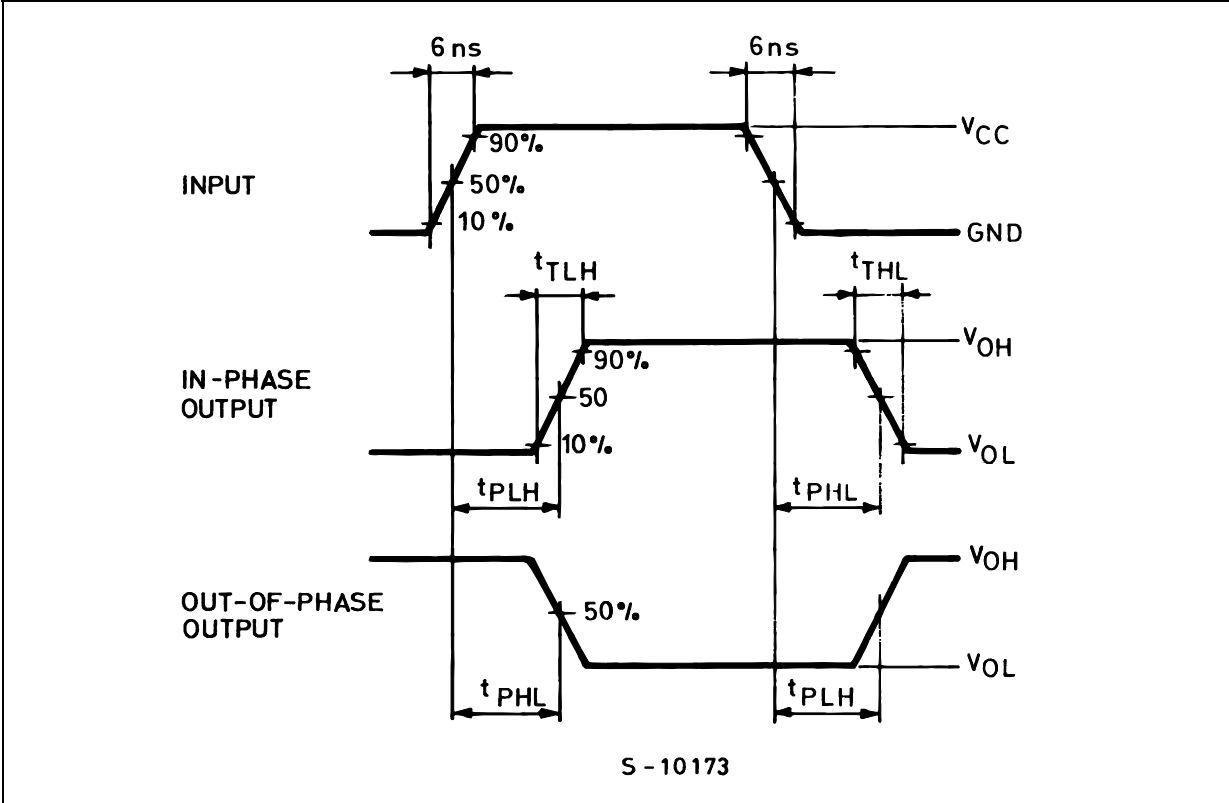 6 ns 6 ns
VCC
90%
INPUT 50%
10%
GND
tTLH tTHL
VOH
90%
IN-PHASE 50
OUTPUT
10%
VOL
tPLH tPHL
VOH
OUT-OF-PHASE 50%
OUTPUT
VOL
tPHL tPLH
S-10173